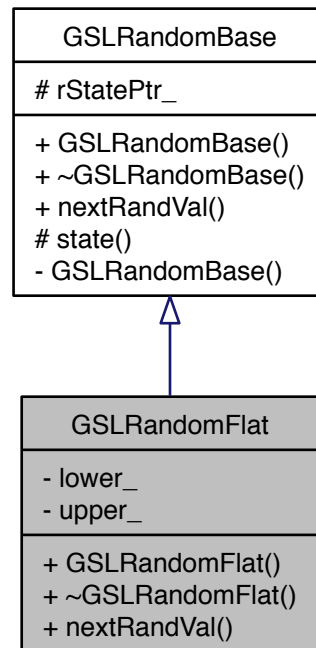 GSLRandomBase
# rStatePtr_
+ GSLRandomBase()
+ ~GSLRandomBase()
+ nextRandVal()
# state()
- GSLRandomBase()
GSLRandomFlat
- lower_
- upper_
+ GSLRandomFlat()
+ ~GSLRandomFlat()
+ nextRandVal()